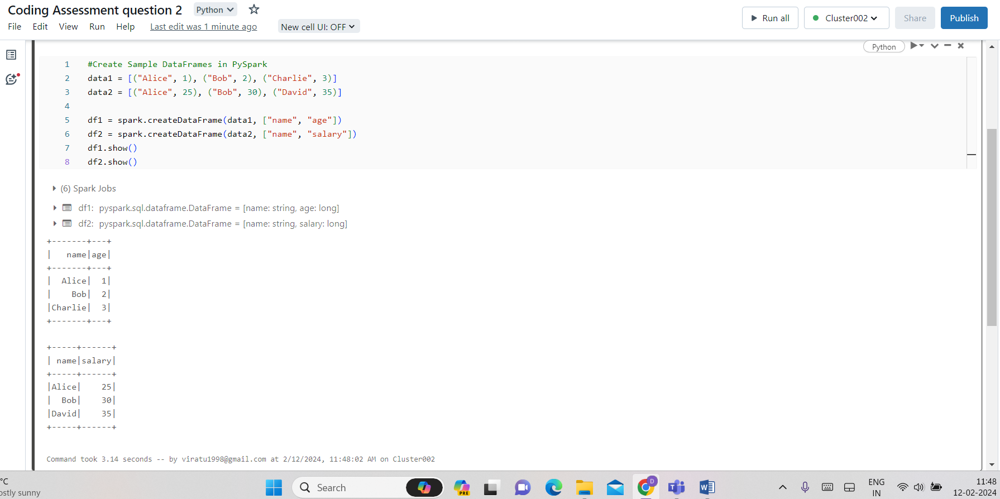 Coding Assessment question 2 Python
File Edit View Run Help Last edit was 1 minute ago New cell UI: OFF
Run all Cluster002 Share Publish
Python
1 #Create Sample DataFrames in PySpark
2 data1 = [("Alice", 1), ("Bob", 2), ("Charlie", 3)]
3 data2 = [("Alice", 25), ("Bob", 30), ("David", 35)]
4
5 df1 = spark.createDataFrame(data1, ["name", "age"])
6 df2 = spark.createDataFrame(data2, ["name", "salary"])
7 df1.show()
8 df2.show()
(6) Spark Jobs
df1: pyspark.sql.dataframe.DataFrame = [name: string, age: long]
df2: pyspark.sql.dataframe.DataFrame = [name: string, salary: long]
+-------+---+
|   name|age|
+-------+---+
|  Alice|  1|
|    Bob|  2|
|Charlie|  3|
+-------+---+
+-----+------+
| name|salary|
+-----+------+
|Alice|    25|
|  Bob|    30|
|David|    35|
+-----+------+
Command took 3.14 seconds -- by viratu1998@gmail.com at 2/12/2024, 11:48:02 AM on Cluster002
°C
ostly sunny
Search
PRE
D
W
ENG
IN
11:48
12-02-2024